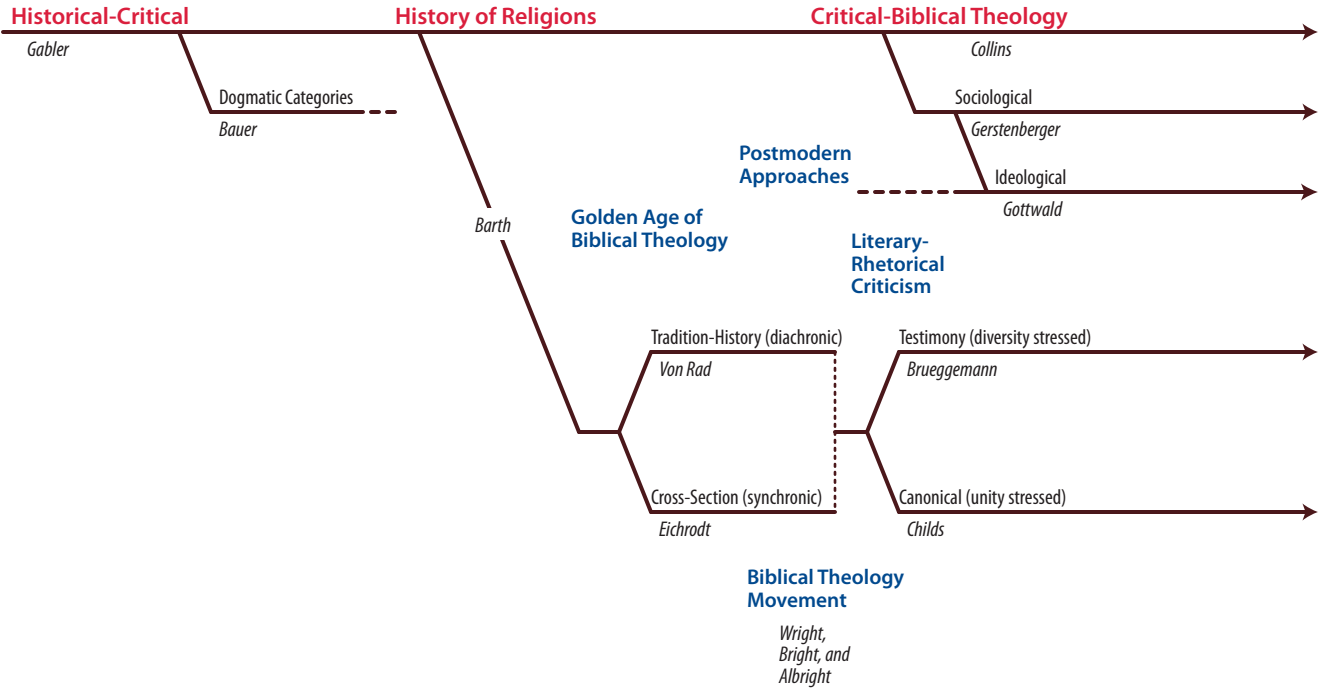 Historical-Critical
History of Religions
Critical-Biblical Theology
Gabler
Collins
Dogmatic Categories
Bauer
Sociological
Gerstenberger
Postmodern
Approaches
Ideological
Gottwald
Barth
Golden Age of
Biblical Theology
Literary-
Rhetorical
Criticism
Tradition-History (diachronic)
Von Rad
Testimony (diversity stressed)
Brueggemann
Cross-Section (synchronic)
Eichrodt
Canonical (unity stressed)
Childs
Biblical Theology
Movement
Wright,
Bright, and
Albright